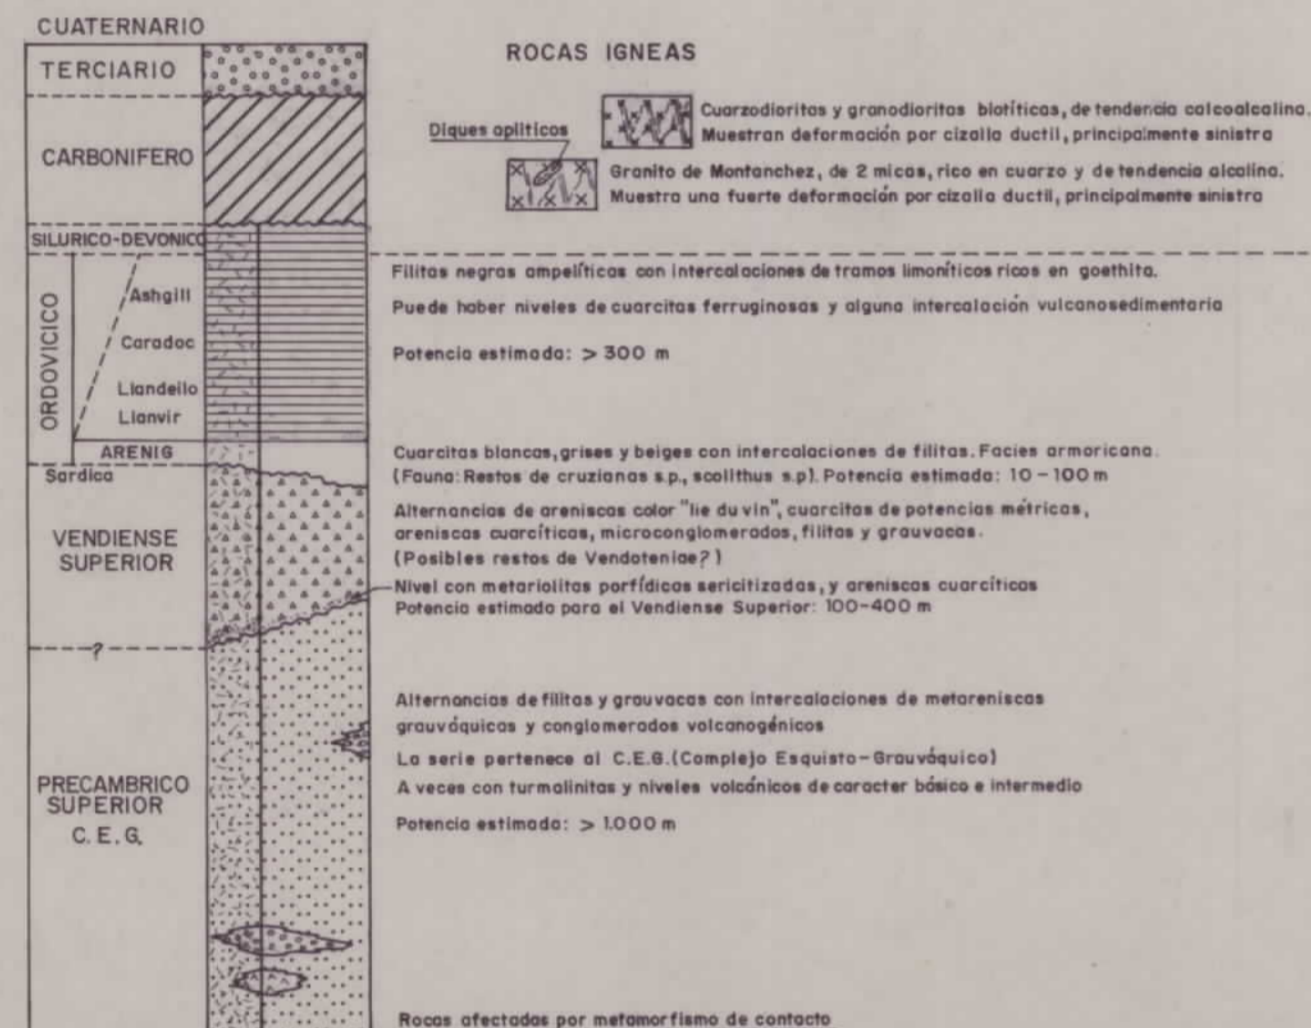 CUATERNARIO
TERCIARIO
CARBONIFERO
SILURICO-DEVONICO
ORDOVICICO
Ashgill
Caradoc
Llandeilo
Llanvir
ARENIG
Sardica
VENDIENSE
SUPERIOR
?
PRECAMBRICO
SUPERIOR
C.E.G.
ROCAS IGNEAS
Diques apliticos
Cuarzodioritas y granodioritas biotíticas, de tendencia calcoalcalina.
Muestran deformación por cizalla ductil, principalmente sinistra
Granito de Montanchez, de 2 micas, rico en cuarzo y de tendencia alcalina.
Muestra una fuerte deformación por cizalla ductil, principalmente sinistra
Filitas negras ampelíticas con intercalaciones de tramos limoníticos ricos en goethita.
Puede haber niveles de cuarcitas ferruginosas y alguna intercalación vulcanosedimentaria
Potencia estimada: > 300 m
Cuarcitas blancas, grises y beiges con intercalaciones de filitas. Facies armoricana.
(Fauna: Restos de cruzianas s.p., scolithus s.p). Potencia estimada: 10 - 100 m
Alternancias de areniscas color "lie du vin", cuarcitas de potencias métricas,
areniscas cuarcíticas, microconglomerados, filitas y grauvacas.
(Posibles restos de Vendoteniae?)
Nivel con metariolitas porfídicas sericitizadas, y areniscas cuarcíticas
Potencia estimada para el Vendiense Superior: 100-400 m
Alternancias de filitas y grauvacas con intercalaciones de metareniscas
grauváquicas y conglomerados volcanogénicos
La serie pertenece al C.E.G.(Complejo Esquisto-Grauváquico)
A veces con turmalinitas y niveles volcánicos de caracter básico e intermedio
Potencia estimada: > 1.000 m
Rocas afectadas por metamorfismo de contacto